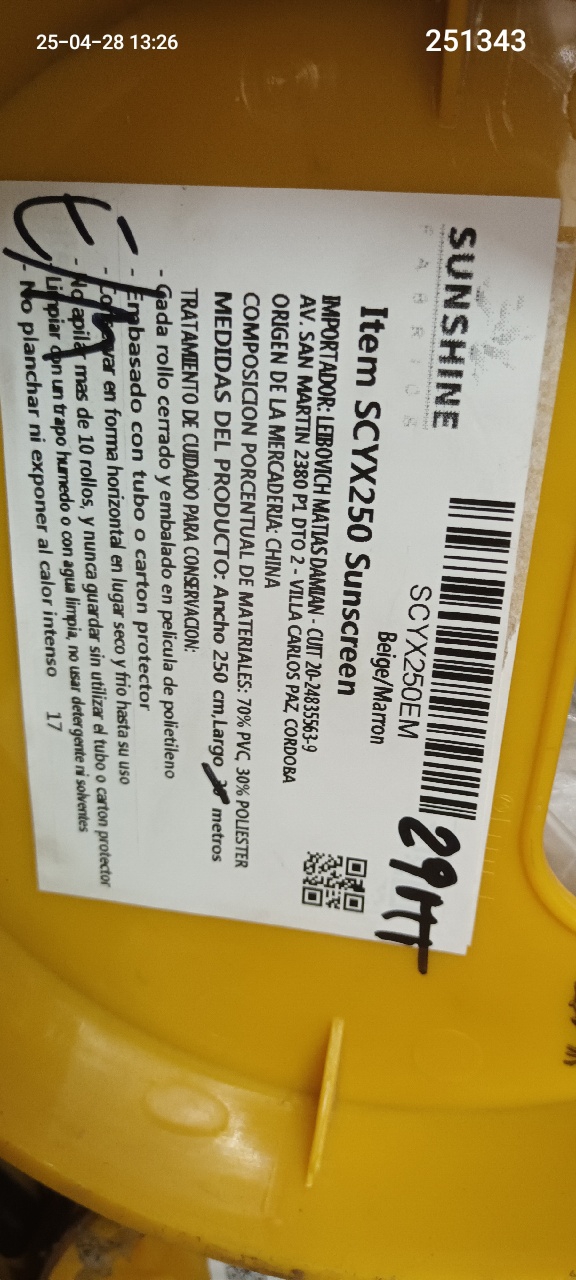 25-04-28 13:26
251343
SUNSHINE
FABRICS
SCYX250EM
Beige/Marron
29MT
Item SCYX250 Sunscreen
IMPORTADOR: LEIBOVICH MATIAS DAMIAN - CUIT 20-24835563-9
AV. SAN MARTIN 2380 P1 DTO 2 - VILLA CARLOS PAZ, CORDOBA
ORIGEN DE LA MERCADERIA: CHINA
COMPOSICION PORCENTUAL DE MATERIALES: 70% PVC, 30% POLIESTER
MEDIDAS DEL PRODUCTO: Ancho 250 cm, Largo metros
TRATAMIENTO DE CUIDADO PARA CONSERVACION:
- Cada rollo cerrado y embalado en pelicula de polietileno
- Embasado con tubo o carton protector
- Conservar en forma horizontal en lugar seco y frio hasta su uso
- No apilar mas de 10 rollos, y nunca guardar sin utilizar el tubo o carton protector
- Limpiar con un trapo humedo o con agua limpia, no usar detergente ni solventes
- No planchar ni exponer al calor intenso 17